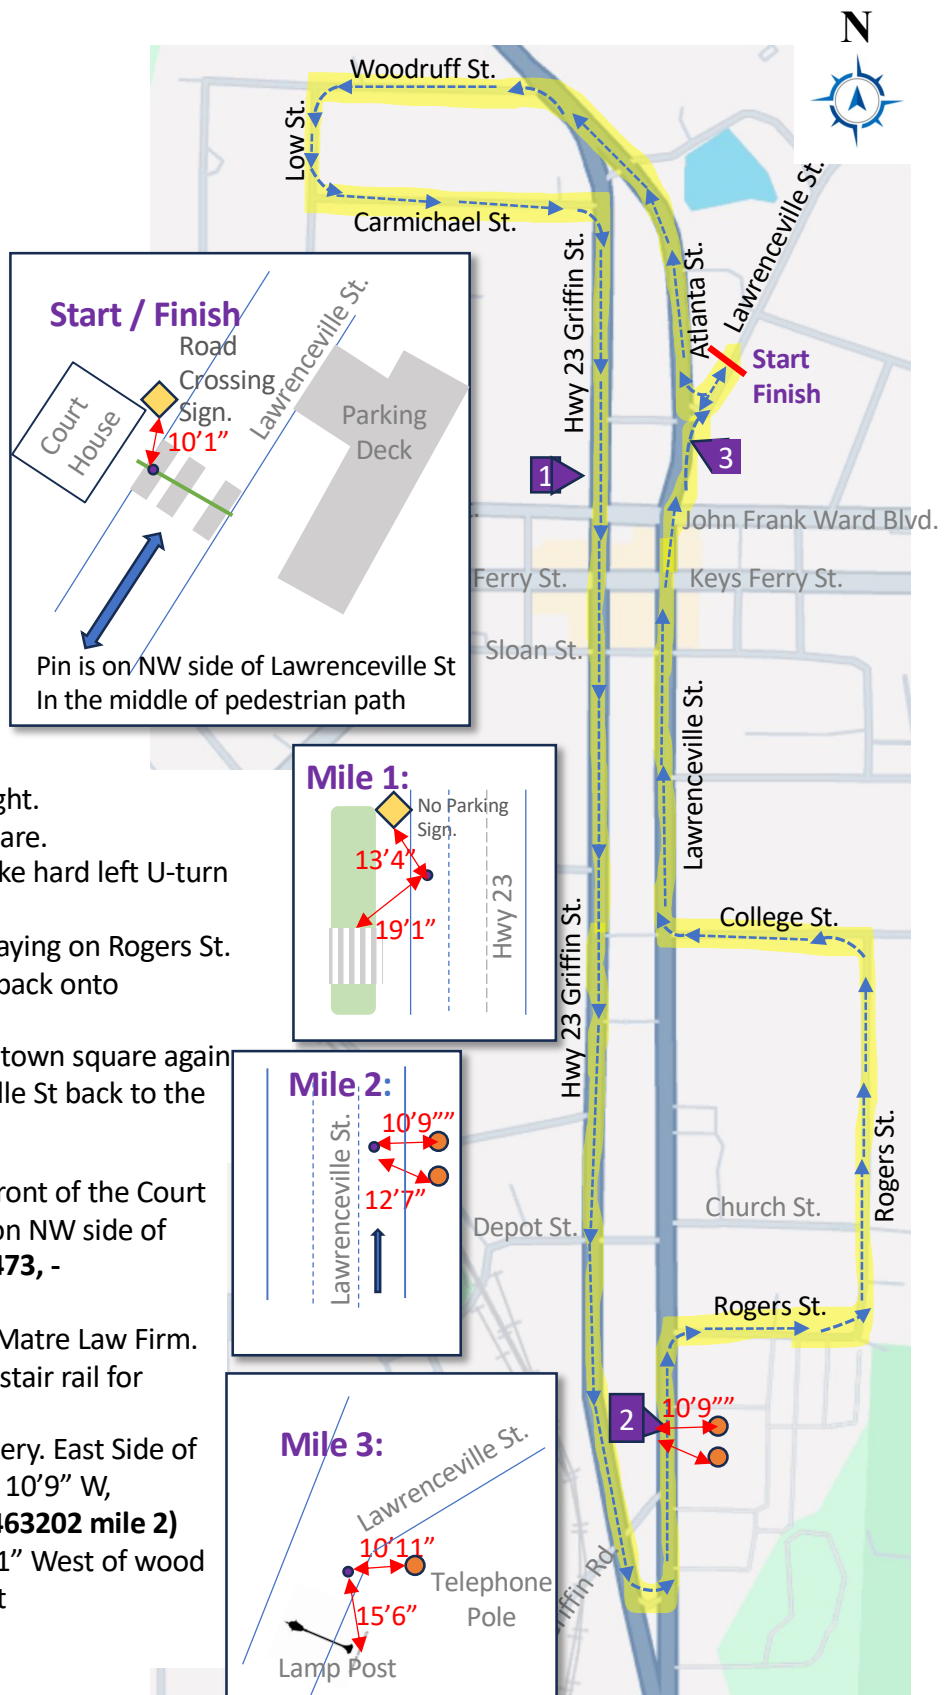 N
Woodruff St.
Low St.
Carmichael St.
Hwy 23 Griffin St.
Atlanta St.
Lawrenceville St.
Start
Finish
Start / Finish
Road
Crossing
Sign.
Court
House
10'1”
Lawrenceville St.
Parking
Deck
Pin is on NW side of Lawrenceville St
In the middle of pedestrian path
1
3
John Frank Ward Blvd.
Ferry St.
Keys Ferry St.
Sloan St.
Lawrenceville St.
Mile 1:
No Parking
Sign.
13’4”
19’1”
Hwy 23
ght.
are.
ke hard left U-turn
aying on Rogers St.
back onto
town square again
lle St back to the
ront of the Court
on NW side of
473, -
Matre Law Firm.
stair rail for
ery. East Side of
10’9” W,
463202 mile 2)
1” West of wood
t
Hwy 23 Griffin St.
College St.
Rogers St.
Mile 2:
Lawrenceville St.
10’9””
12’7”
Depot St.
Church St.
Rogers St.
2
10’9””
Mile 3:
Lawrenceville St.
10’11”
15’6”
Telephone
Pole
Lamp Post
riffin Rd